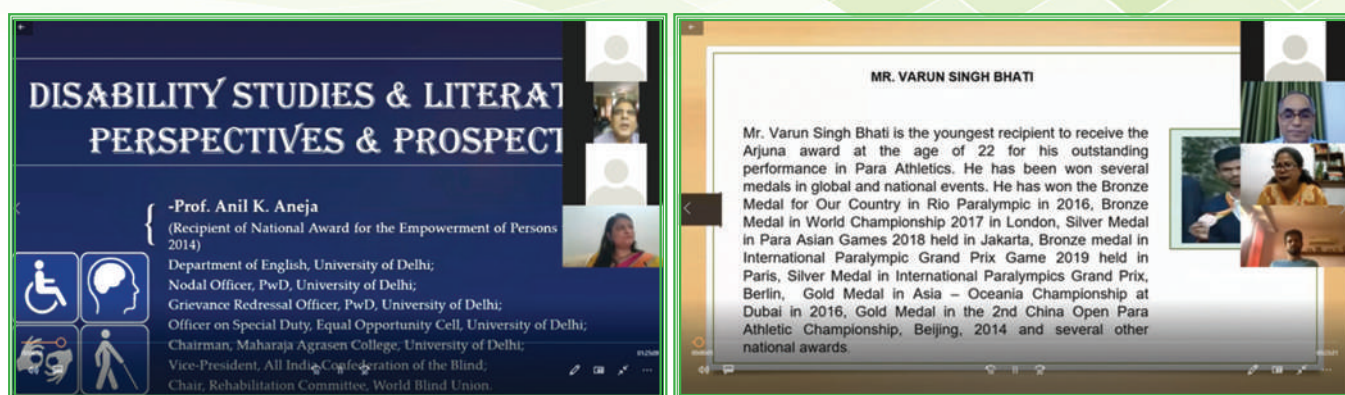 DISABILITY STUDIES & LITERAT
PERSPECTIVES & PROSPECT
-Prof. Anil K. Aneja
(Recipient of National Award for the Empowerment of Persons
2014)
Department of English, University of Delhi;
Nodal Officer, PwD, University of Delhi;
Grievance Redressal Officer, PwD, University of Delhi;
Officer on Special Duty, Equal Opportunity Cell, University of Delhi;
Chairman, Maharaja Agrasen College, University of Delhi;
Vice-President, All India Confederation of the Blind;
Chair, Rehabilitation Committee, World Blind Union.
MR. VARUN SINGH BHATI
Mr. Varun Singh Bhati is the youngest recipient to receive the
Arjuna award at the age of 22 for his outstanding
performance in Para Athletics. He has been won several
medals in global and national events. He has won the Bronze
Medal for Our Country in Rio Paralympic in 2016, Bronze
Medal in World Championship 2017 in London, Silver Medal
in Para Asian Games 2018 held in Jakarta, Bronze medal in
International Paralympic Grand Prix Game 2019 held in
Paris, Silver Medal in International Paralympics Grand Prix,
Berlin, Gold Medal in Asia – Oceania Championship at
Dubai in 2016, Gold Medal in the 2nd China Open Para
Athletic Championship, Beijing, 2014 and several other
national awards.